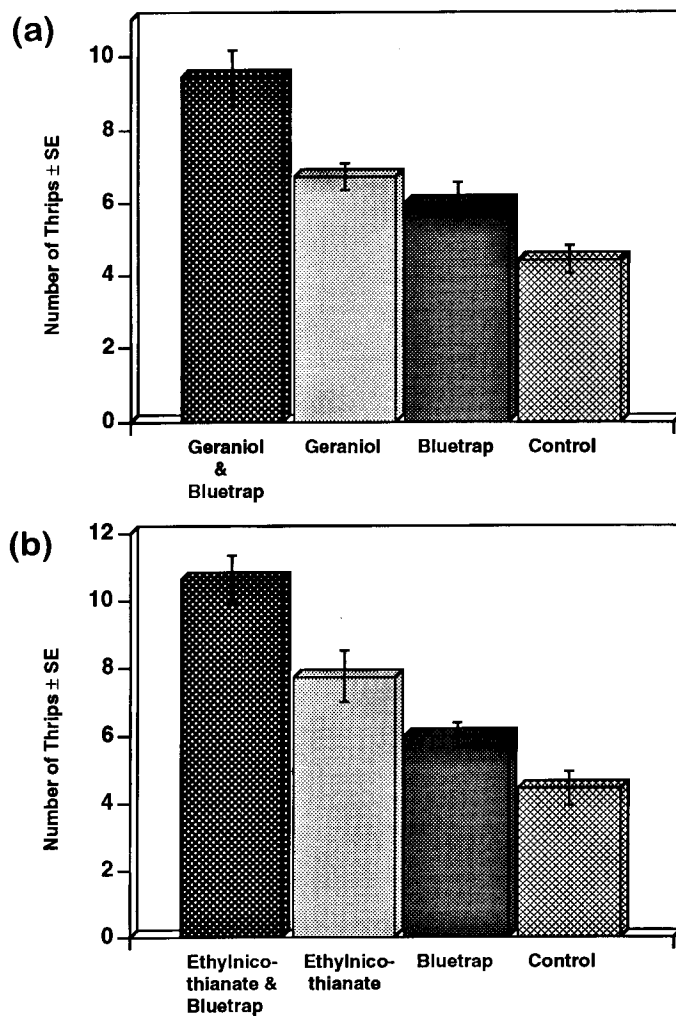 (a)
Number of Thrips ± SE
10
8
6
4
2
0
Geraniol
&
Bluetrap
Geraniol
Bluetrap
Control
(b)
Number of Thrips ± SE
12
10
8
6
4
2
0
Ethylnico-
thianate &
Bluetrap
Ethylnico-
thianate
Bluetrap
Control